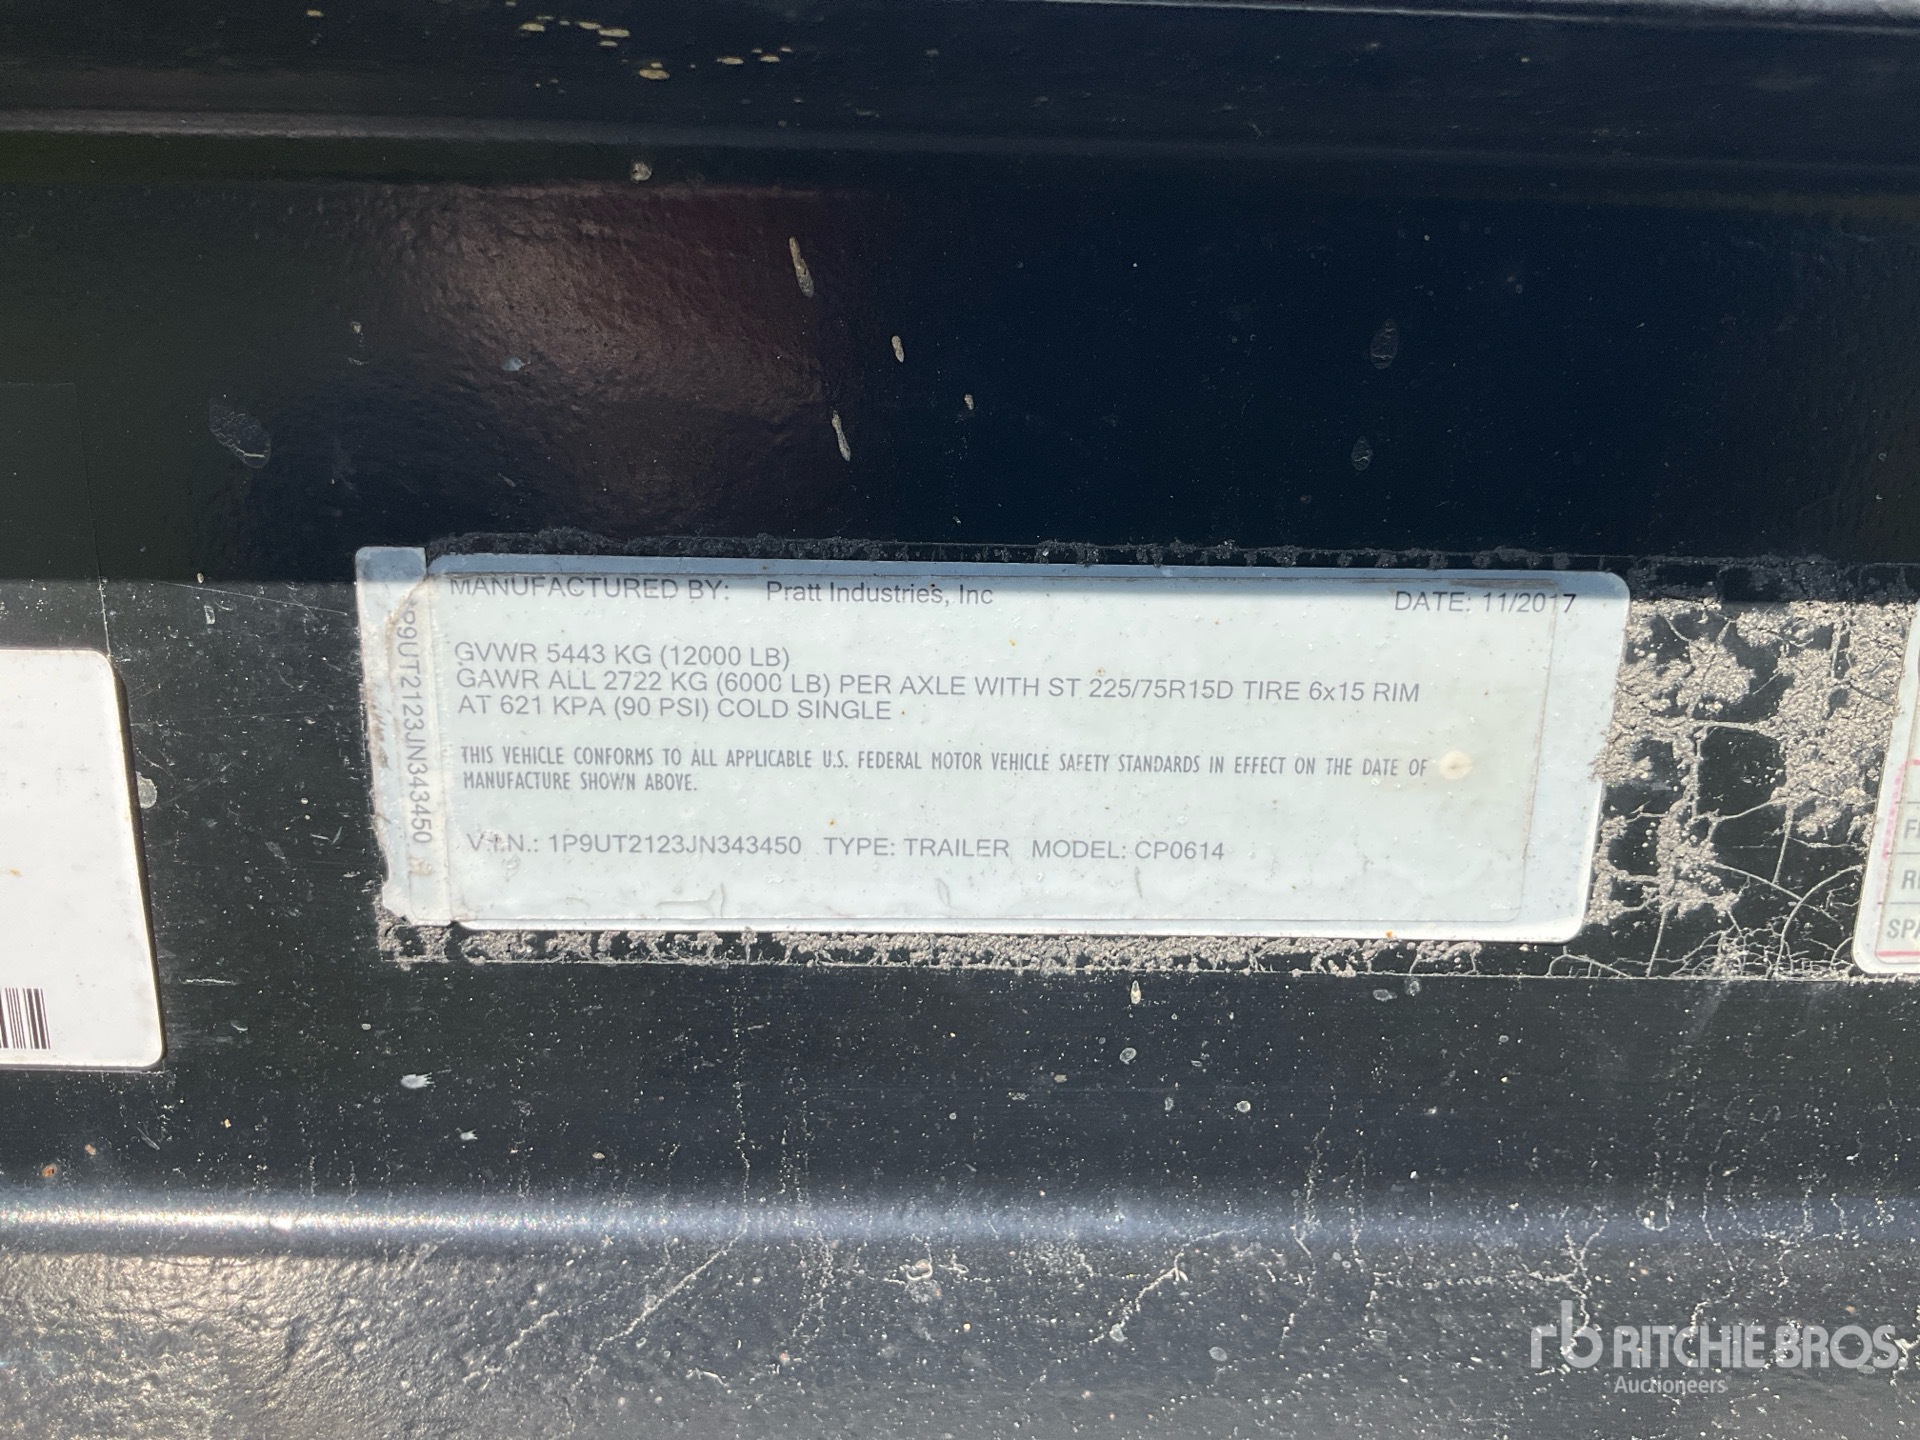 MANUFACTURED BY: Pratt Industries, Inc DATE: 11/2017
GVWR 5443 KG (12000 LB)
GAWR ALL 2722 KG (6000 LB) PER AXLE WITH ST 225/75R15D TIRE 6x15 RIM
AT 621 KPA (90 PSI) COLD SINGLE
THIS VEHICLE CONFORMS TO ALL APPLICABLE U.S. FEDERAL MOTOR VEHICLE SAFETY STANDARDS IN EFFECT ON THE DATE OF
MANUFACTURE SHOWN ABOVE.
V.I.N.: 1P9UT2123JN343450 TYPE: TRAILER MODEL: CP0614
P9UT2123JN343450
SPA
rb RITCHIE BROS.
Auctioneers